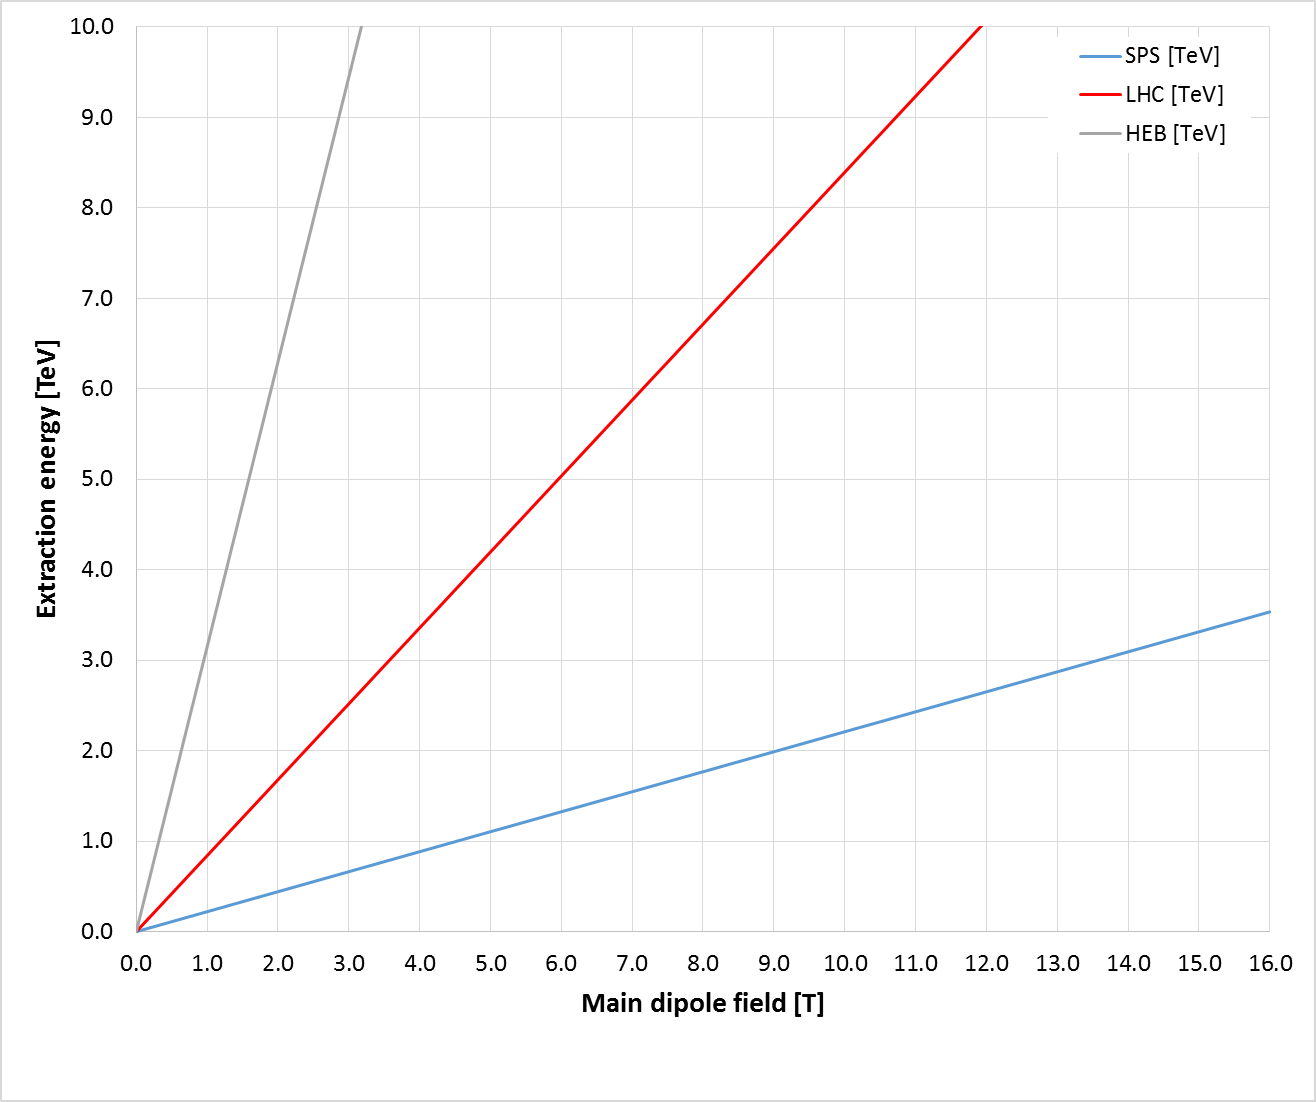 10.0
9.0
8.0
7.0
6.0
5.0
4.0
3.0
2.0
1.0
0.0
Extraction energy [TeV]
SPS [TeV]
LHC [TeV]
HEB [TeV]
0.0 1.0 2.0 3.0 4.0 5.0 6.0 7.0 8.0 9.0 10.0 11.0 12.0 13.0 14.0 15.0 16.0
Main dipole field [T]